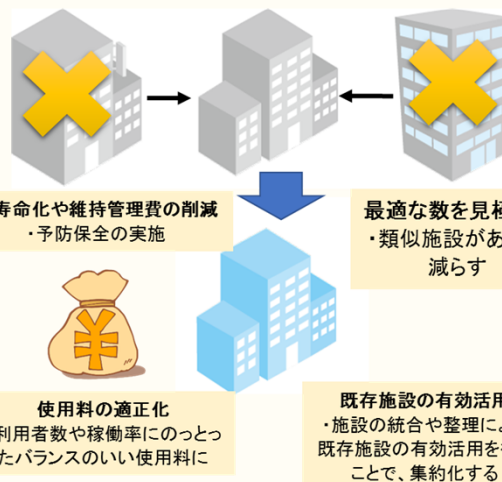 寿命化や維持管理費の削減
・予防保全の実施
最適な数を見極
・類似施設があ
減らす
¥
使用料の適正化
利用者数や稼働率にのっとっ
たバランスのいい使用料に
既存施設の有効活用
・施設の統合や整理によ
既存施設の有効活用を
ことで、集約化する